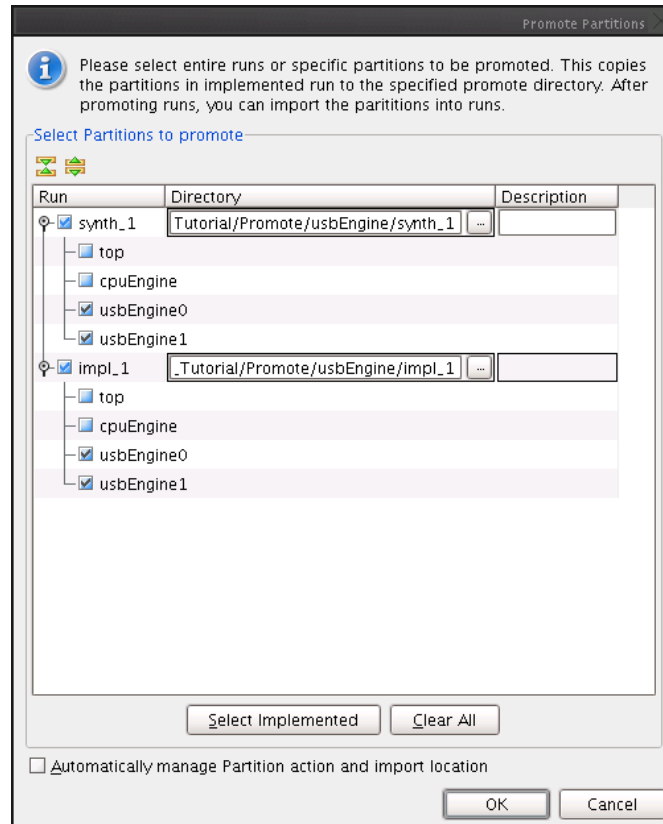 Promote Partitions
Please select entire runs or specific partitions to be promoted. This copies
the partitions in implemented run to the specified promote directory. After
promoting runs, you can import the parititions into runs.
Select Partitions to promote
Run Directory Description
synth_1 Tutorial/Promote/usbEngine/synth_1 ...
top
cpuEngine
usbEngine0
usbEngine1
impl_1 _Tutorial/Promote/usbEngine/impl_1 ...
top
cpuEngine
usbEngine0
usbEngine1
Select Implemented Clear All
Automatically manage Partition action and import location
OK Cancel